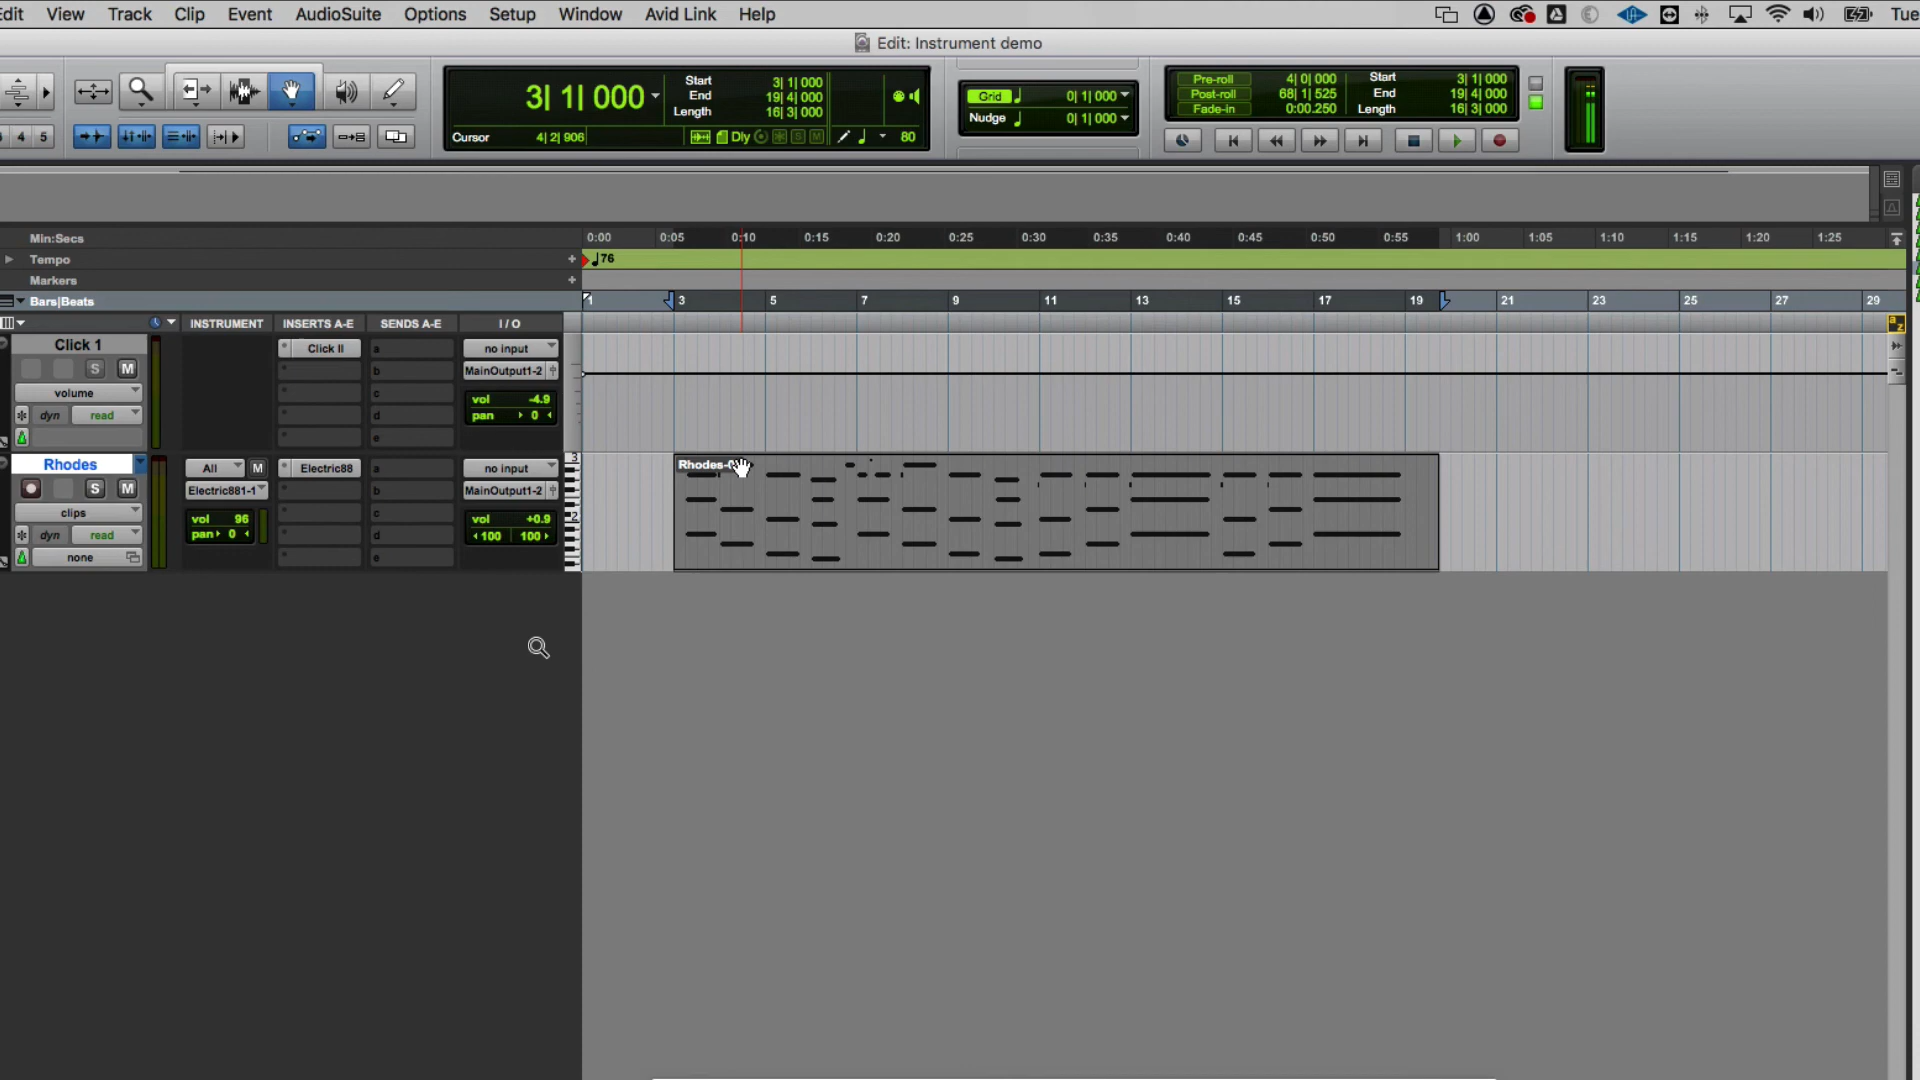 Edit View Track Clip Event AudioSuite Options Setup Window Avid Link Help Tue
Edit: Instrument demo
3| 1| 000
Start 3| 1| 000
End 19| 4| 000
Length 16| 3| 000
Cursor 4| 2| 906
Dly
S M
80
Grid 0| 1| 000
Nudge 0| 1| 000
Pre-roll 4| 0| 000
Post-roll 68| 1| 525
Fade-in 0:00.250
Start 3| 1| 000
End 19| 4| 000
Length 16| 3| 000
4 5
Min:Secs 0:00 0:05 0:10 0:15 0:20 0:25 0:30 0:35 0:40 0:45 0:50 0:55 1:00 1:05 1:10 1:15 1:20 1:25
Tempo + 76
Markers +
Bars|Beats 1 3 5 7 9 11 13 15 17 19 21 23 25 27 29
INSTRUMENT INSERTS A-E SENDS A-E I / O
a z
Click 1
S M
volume
dyn read
Click II
a
b
c
d
e
no input
MainOutput1-2
vol -4.9
pan 0
Rhodes
S M
clips
dyn read
none
All M
Electric881-1
vol 96
pan 0
Electric88
a
b
c
d
e
no input
MainOutput1-2
vol +0.9
100 100
3
2
Rhodes-0